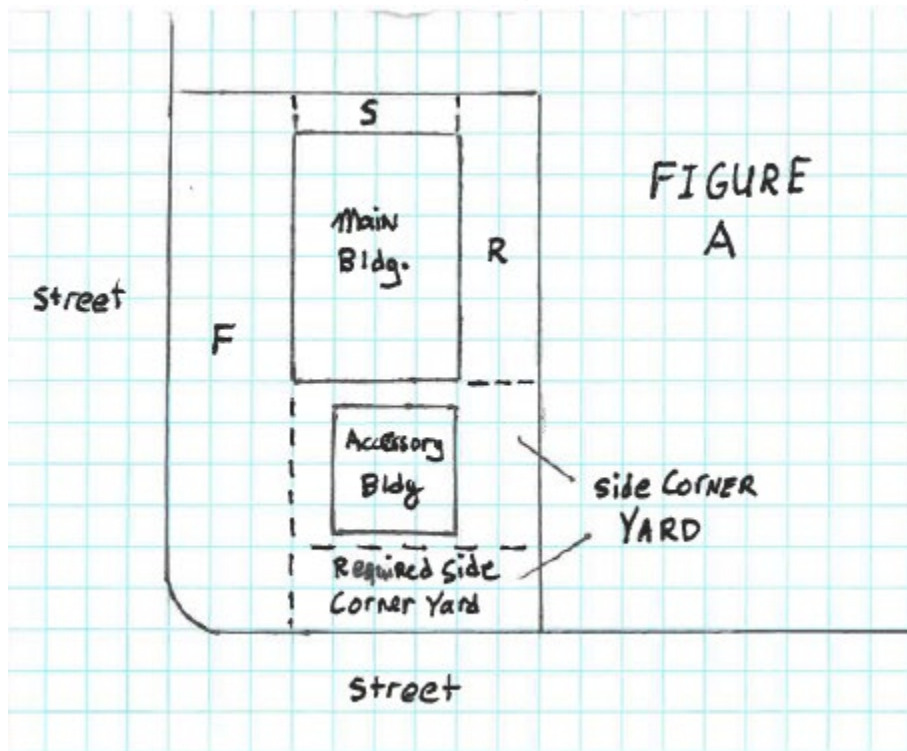 S
FIGURE
A
Main
Bldg.
R
street
F
Accessory
Bldg
side CORNER
YARD
Required side
Corner Yard
street